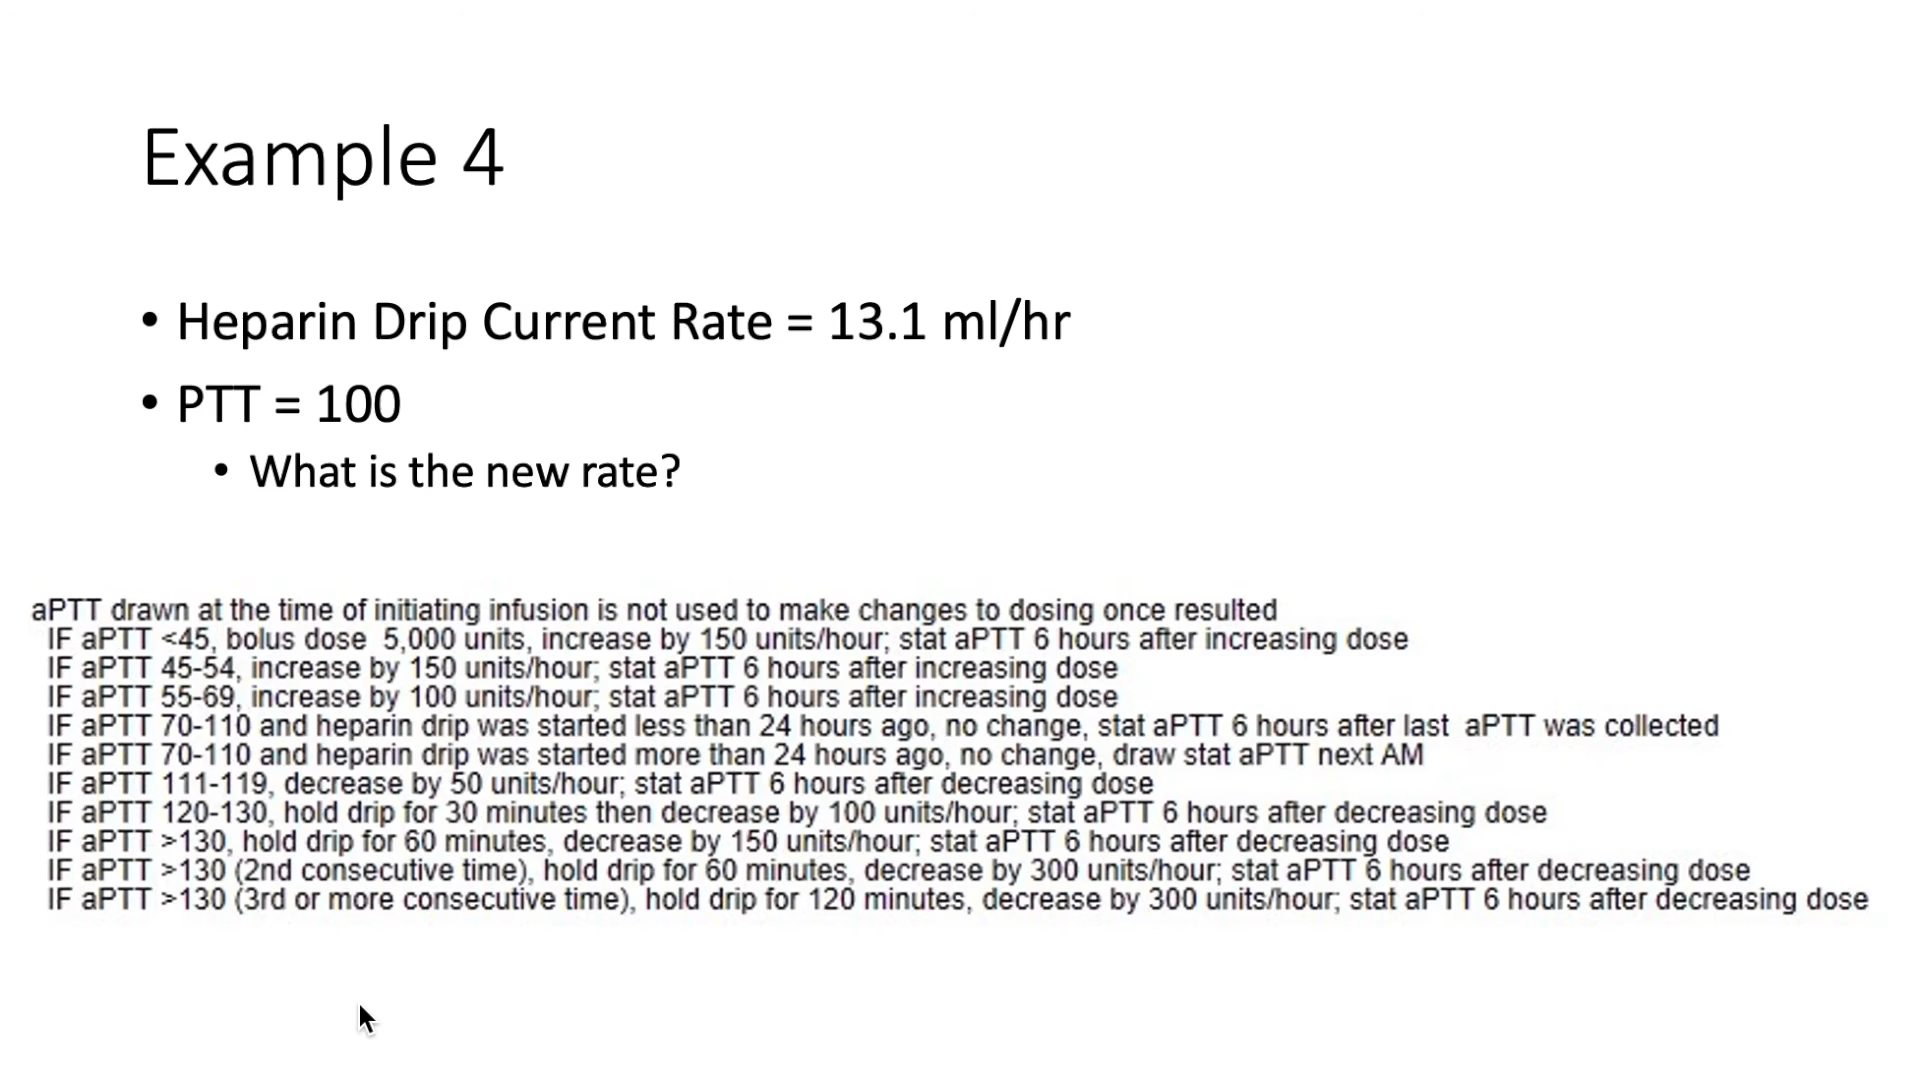 Example 4
• Heparin Drip Current Rate = 13.1 ml/hr
• PTT = 100
• What is the new rate?
aPTT drawn at the time of initiating infusion is not used to make changes to dosing once resulted
IF aPTT <45, bolus dose  5,000 units, increase by 150 units/hour; stat aPTT 6 hours after increasing dose
IF aPTT 45-54, increase by 150 units/hour; stat aPTT 6 hours after increasing dose
IF aPTT 55-69, increase by 100 units/hour; stat aPTT 6 hours after increasing dose
IF aPTT 70-110 and heparin drip was started less than 24 hours ago, no change, stat aPTT 6 hours after last  aPTT was collected
IF aPTT 70-110 and heparin drip was started more than 24 hours ago, no change, draw stat aPTT next AM
IF aPTT 111-119, decrease by 50 units/hour; stat aPTT 6 hours after decreasing dose
IF aPTT 120-130, hold drip for 30 minutes then decrease by 100 units/hour; stat aPTT 6 hours after decreasing dose
IF aPTT >130, hold drip for 60 minutes, decrease by 150 units/hour; stat aPTT 6 hours after decreasing dose
IF aPTT >130 (2nd consecutive time), hold drip for 60 minutes, decrease by 300 units/hour; stat aPTT 6 hours after decreasing dose
IF aPTT >130 (3rd or more consecutive time), hold drip for 120 minutes, decrease by 300 units/hour; stat aPTT 6 hours after decreasing dose